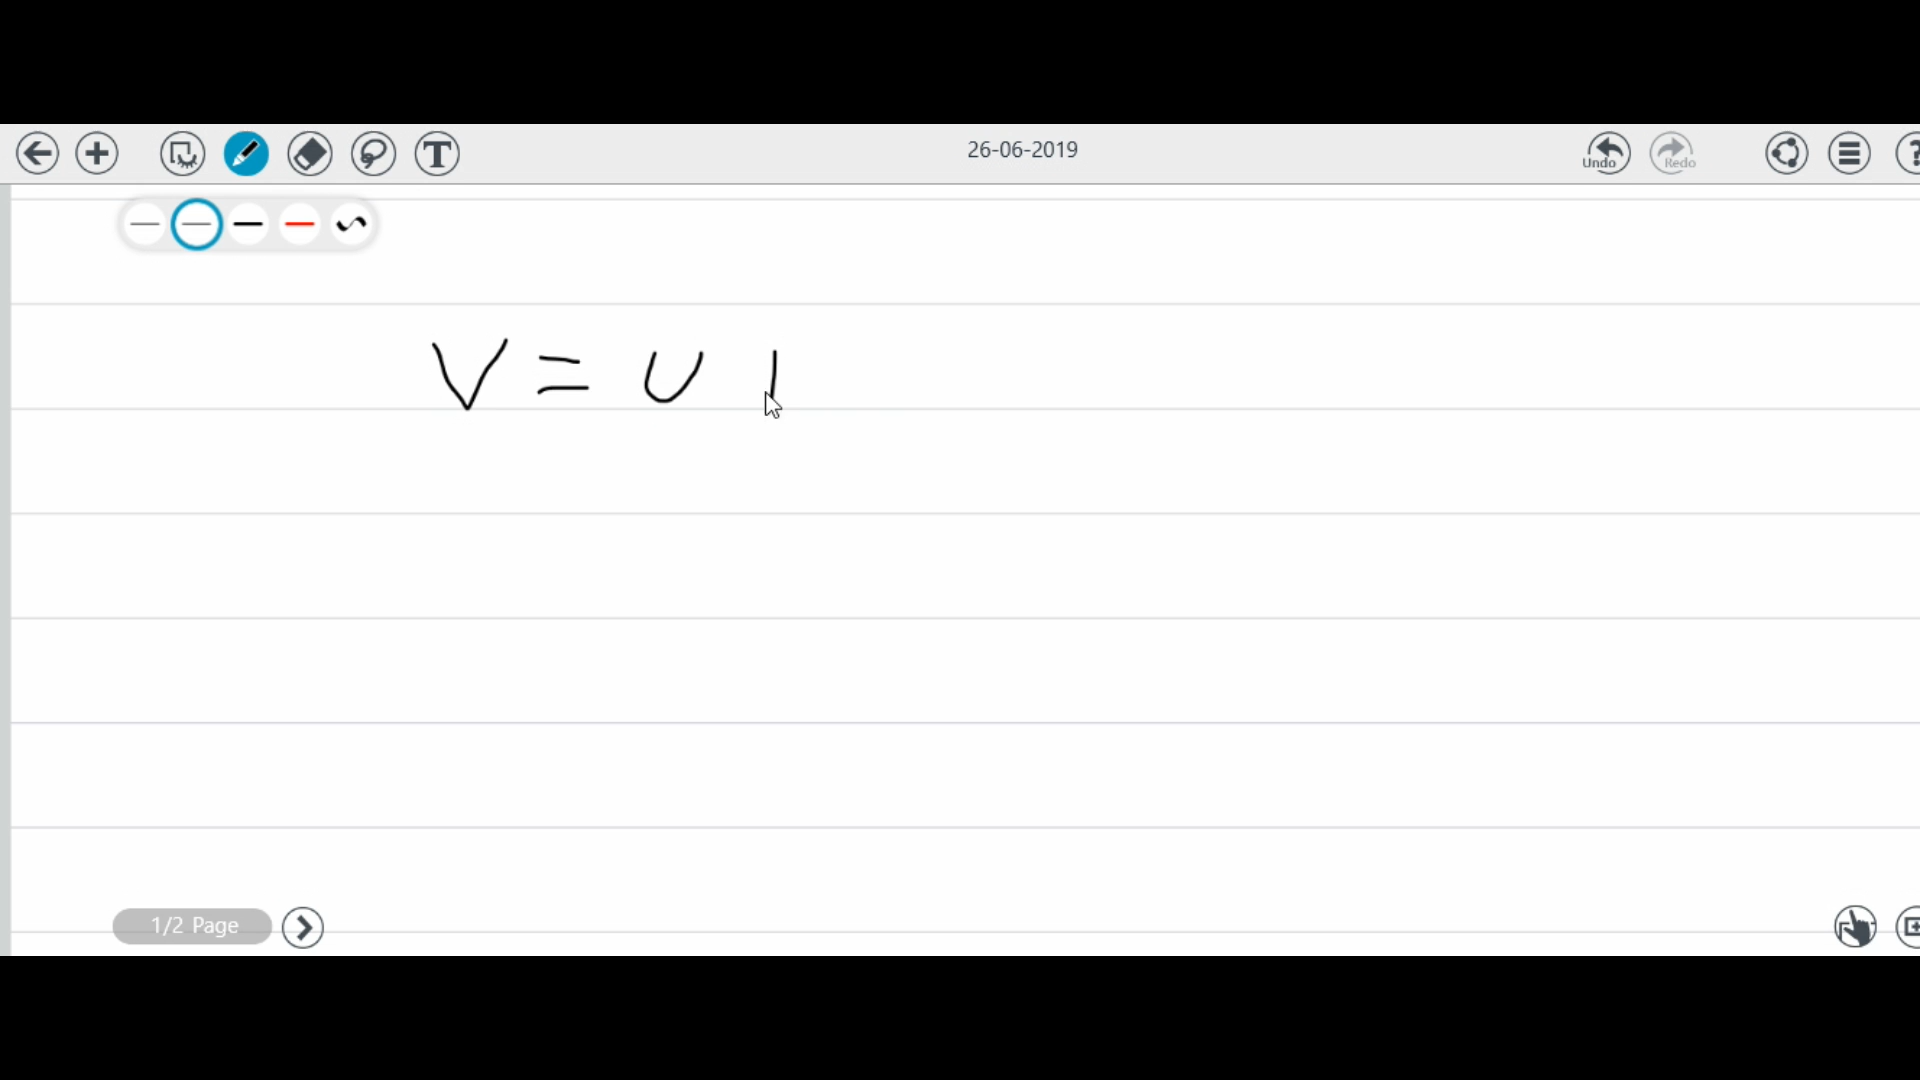 26-06-2019
Undo
Redo
?
T
V = U I
1/2 Page